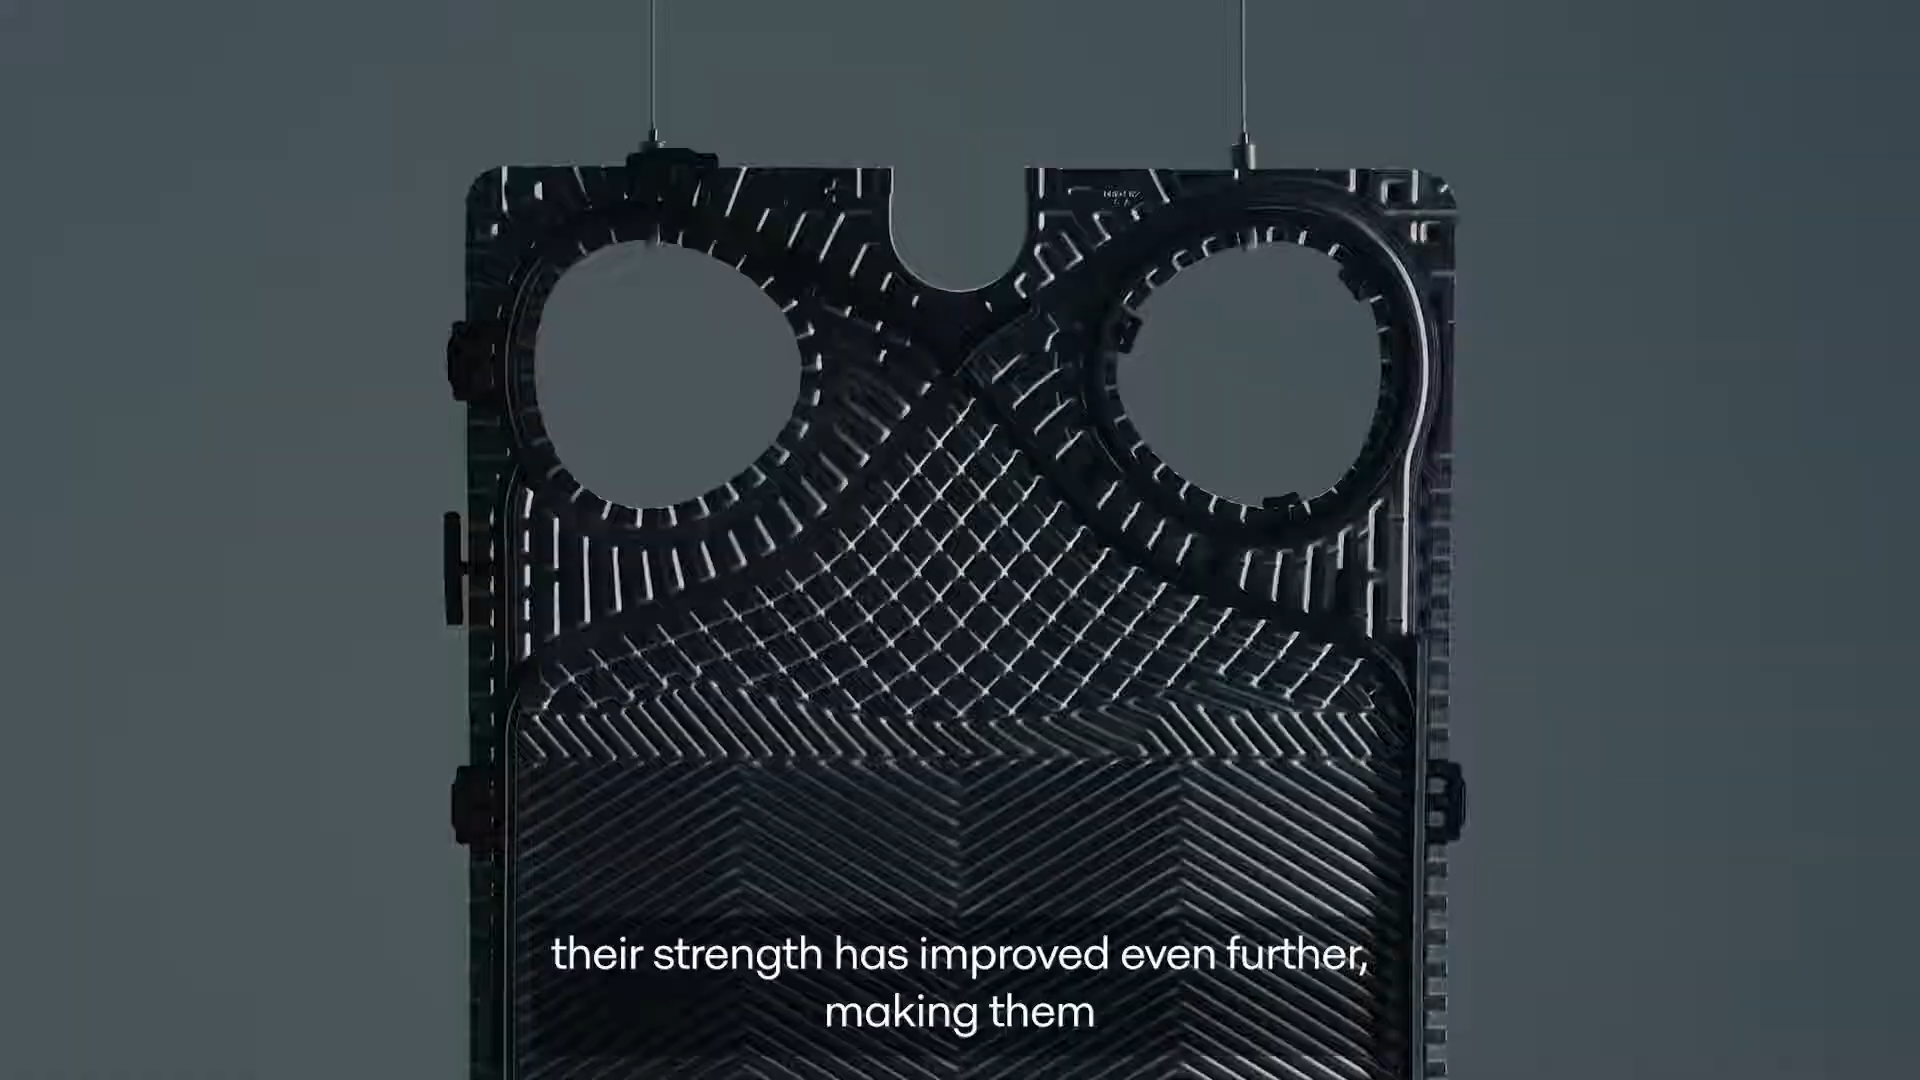 their strength has improved even further,
making them